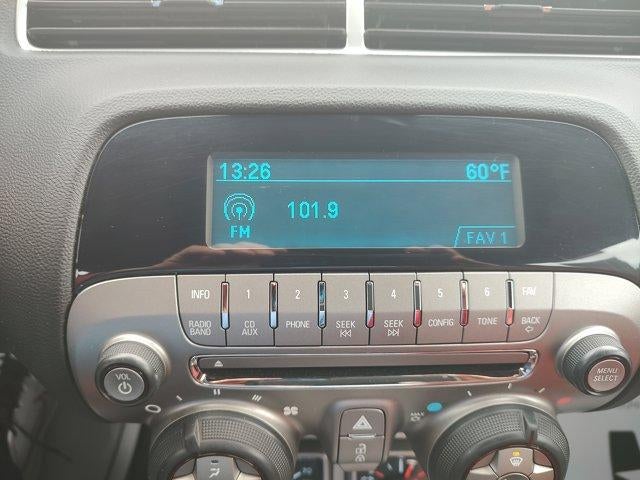 13:26 60°F
101.9
FM FAV 1
INFO 1 2 3 4 5 6 FAV
RADIO BAND CD AUX PHONE SEEK SEEK CONFIG TONE BACK
VOL
MENU SELECT